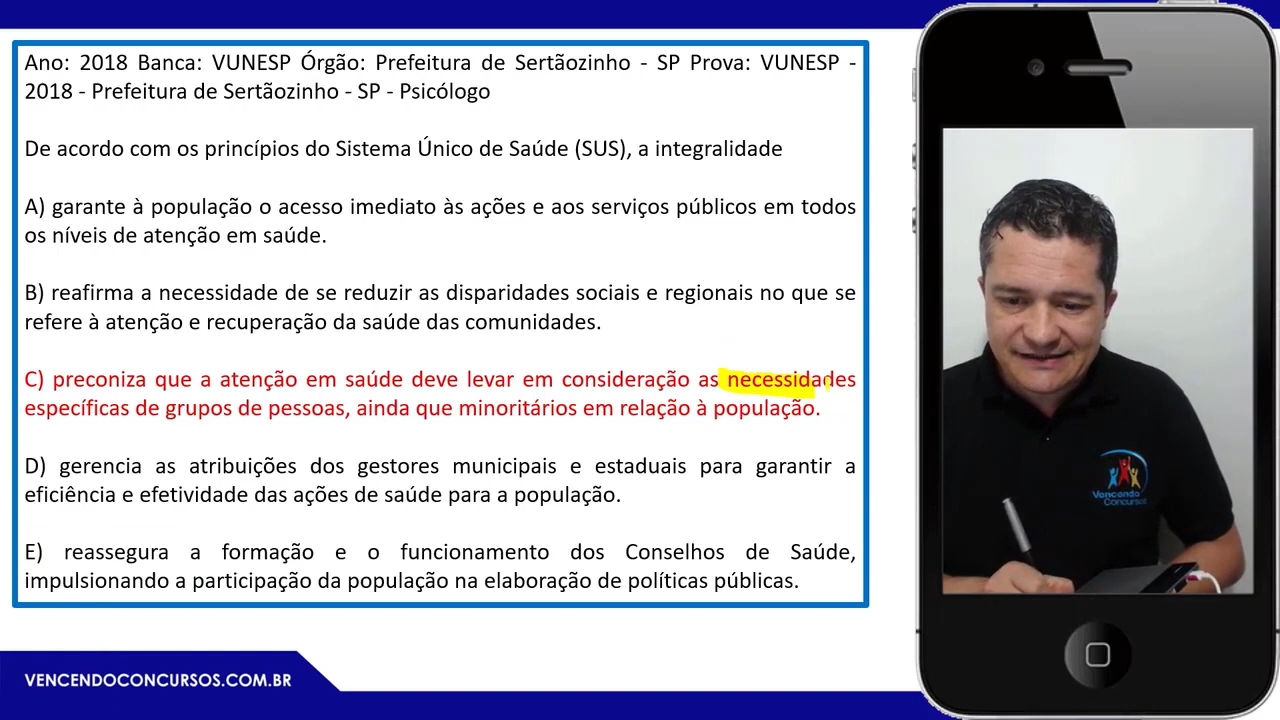 Ano: 2018 Banca: VUNESP Órgão: Prefeitura de Sertãozinho - SP Prova: VUNESP -
2018 - Prefeitura de Sertãozinho - SP - Psicólogo
De acordo com os princípios do Sistema Único de Saúde (SUS), a integralidade
A) garante à população o acesso imediato às ações e aos serviços públicos em todos
os níveis de atenção em saúde.
B) reafirma a necessidade de se reduzir as disparidades sociais e regionais no que se
refere à atenção e recuperação da saúde das comunidades.
C) preconiza que a atenção em saúde deve levar em consideração as necessidades
específicas de grupos de pessoas, ainda que minoritários em relação à população.
D) gerencia as atribuições dos gestores municipais e estaduais para garantir a
eficiência e efetividade das ações de saúde para a população.
E) reassegura a formação e o funcionamento dos Conselhos de Saúde,
impulsionando a participação da população na elaboração de políticas públicas.
Vencendo
Concursos
VENCENDOCONCURSOS.COM.BR